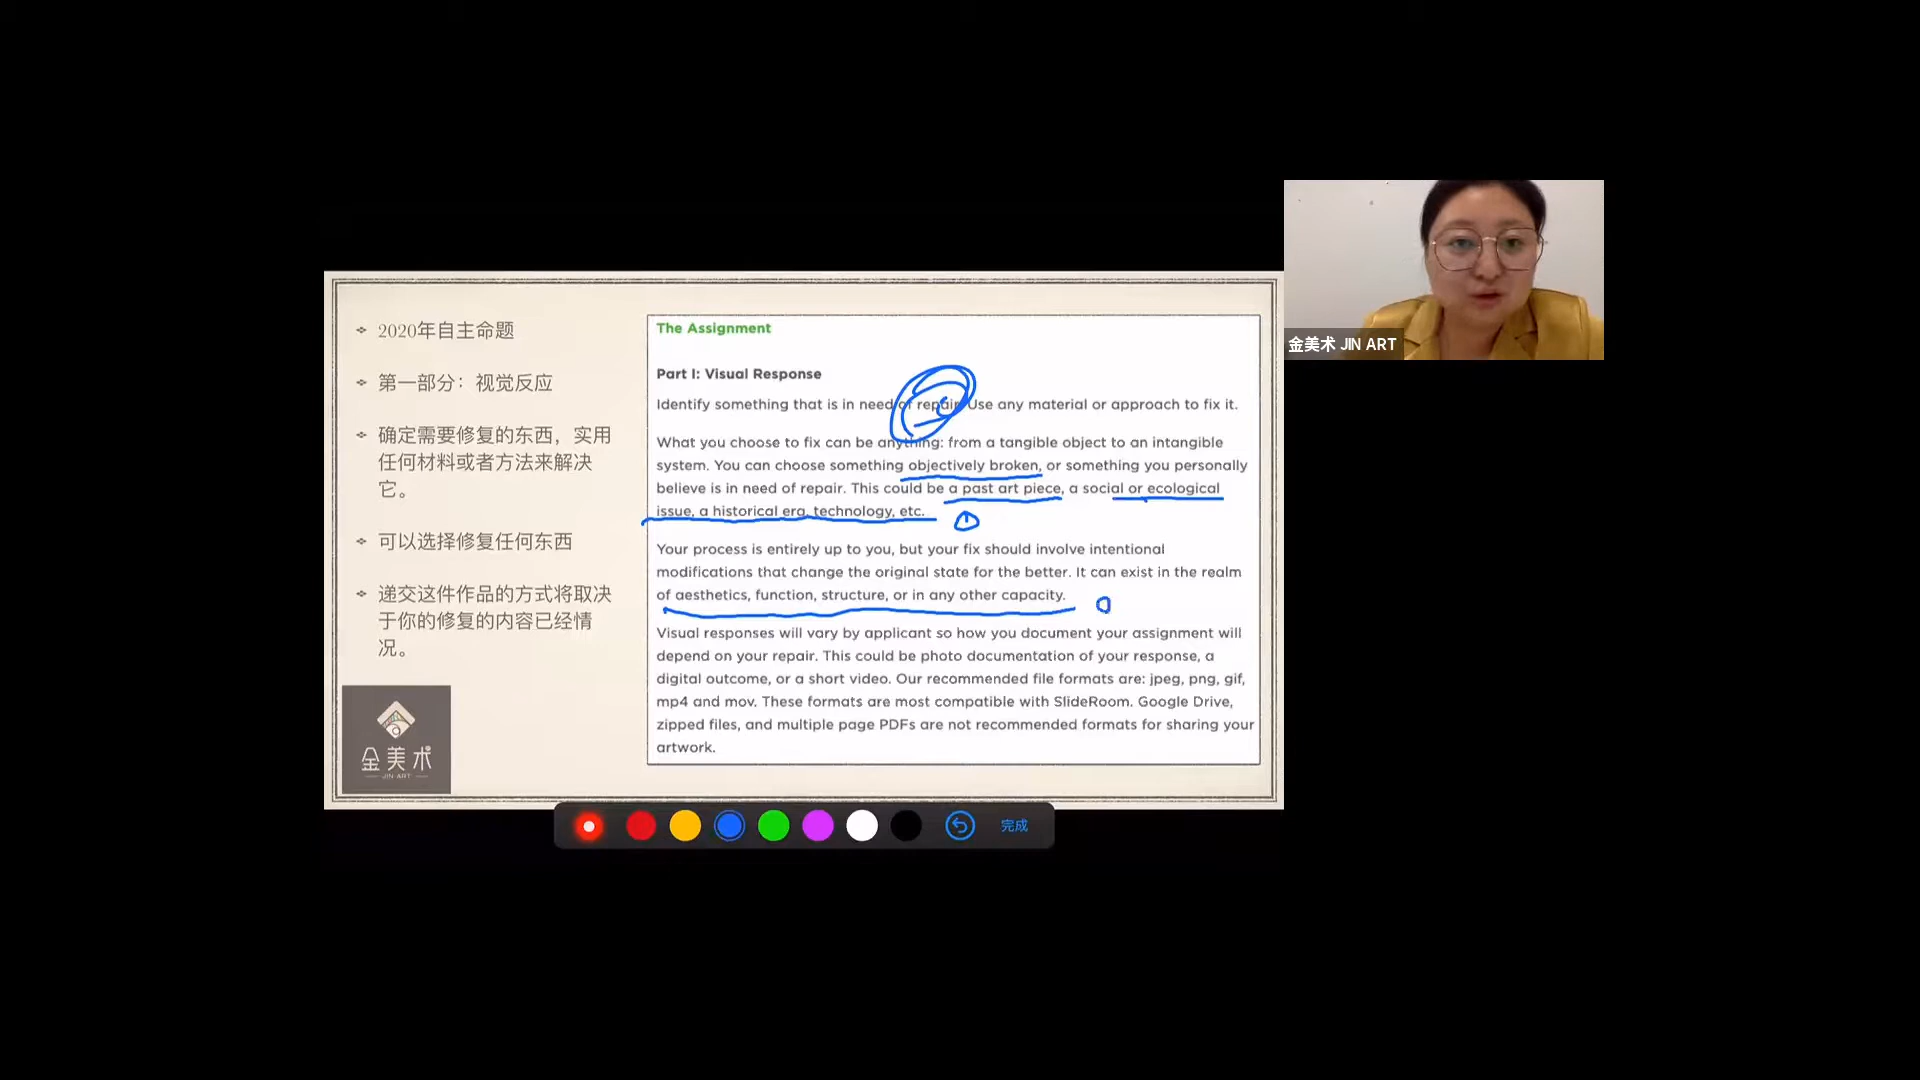 2020年自主命题
第一部分：视觉反应
确定需要修复的东西，实用
任何材料或者方法来解决
它。
可以选择修复任何东西
递交这件作品的方式将取决
于你的修复的内容已经情
况。
金美术
JIN ART
The Assignment
Part I: Visual Response
Identify something that is in need of repair. Use any material or approach to fix it.
What you choose to fix can be anything: from a tangible object to an intangible
system. You can choose something objectively broken, or something you personally
believe is in need of repair. This could be a past art piece, a social or ecological
issue, a historical era, technology, etc.
Your process is entirely up to you, but your fix should involve intentional
modifications that change the original state for the better. It can exist in the realm
of aesthetics, function, structure, or in any other capacity.
Visual responses will vary by applicant so how you document your assignment will
depend on your repair. This could be photo documentation of your response, a
digital outcome, or a short video. Our recommended file formats are: jpeg, png, gif,
mp4 and mov. These formats are most compatible with SlideRoom. Google Drive,
zipped files, and multiple page PDFs are not recommended formats for sharing your
artwork.
金美术 JIN ART
完成